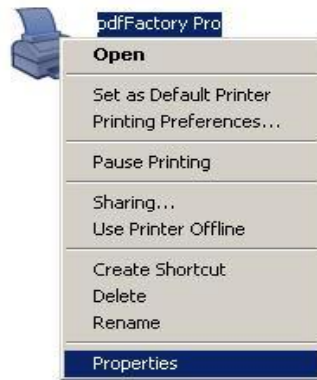 pdfFactory Pro
Open
Set as Default Printer
Printing Preferences...
Pause Printing
Sharing...
Use Printer Offline
Create Shortcut
Delete
Rename
Properties